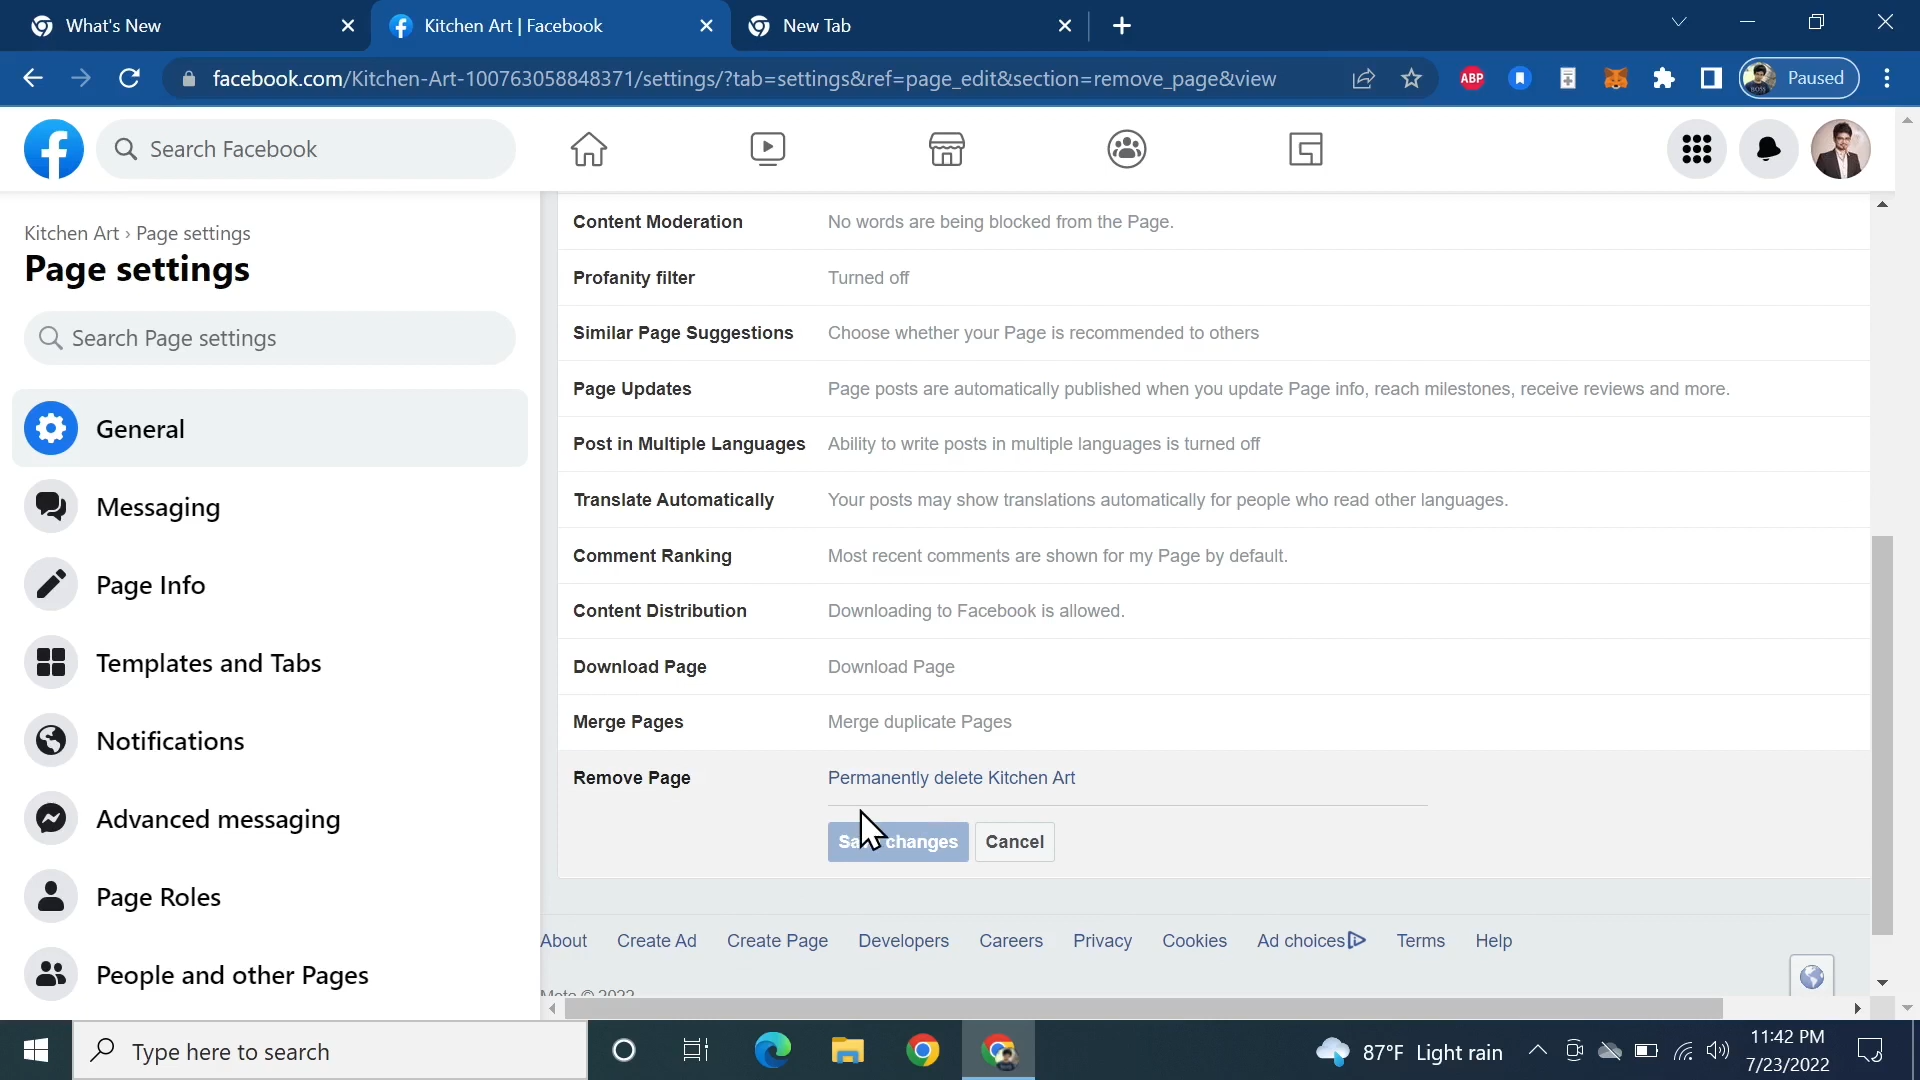 What's New
Kitchen Art | Facebook
New Tab
facebook.com/Kitchen-Art-100763058848371/settings/?tab=settings&ref=page_edit&section=remove_page&view
ABP
Paused
Search Facebook
Kitchen Art › Page settings
Page settings
Search Page settings
General
Messaging
Page Info
Templates and Tabs
Notifications
Advanced messaging
Page Roles
People and other Pages
Content Moderation No words are being blocked from the Page.
Profanity filter Turned off
Similar Page Suggestions Choose whether your Page is recommended to others
Page Updates Page posts are automatically published when you update Page info, reach milestones, receive reviews and more.
Post in Multiple Languages Ability to write posts in multiple languages is turned off
Translate Automatically Your posts may show translations automatically for people who read other languages.
Comment Ranking Most recent comments are shown for my Page by default.
Content Distribution Downloading to Facebook is allowed.
Download Page Download Page
Merge Pages Merge duplicate Pages
Remove Page Permanently delete Kitchen Art
Save changes Cancel
About Create Ad Create Page Developers Careers Privacy Cookies Ad choices Terms Help
Meta © 2022
Type here to search
87°F Light rain
11:42 PM
7/23/2022